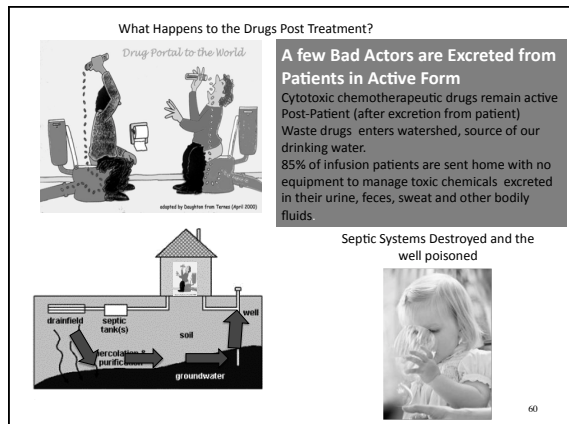 What Happens to the Drugs Post Treatment?
Drug Portal to the World
adapted by Daughton from Ternes (April 2000)
A few Bad Actors are Excreted from
Patients in Active Form
Cytotoxic chemotherapeutic drugs remain active
Post-Patient (after excretion from patient)
Waste drugs enters watershed, source of our
drinking water.
85% of infusion patients are sent home with no
equipment to manage toxic chemicals excreted
in their urine, feces, sweat and other bodily
fluids.
Septic Systems Destroyed and the
well poisoned
drainfield
septic
tank(s)
well
soil
percolation &
purification
groundwater
60